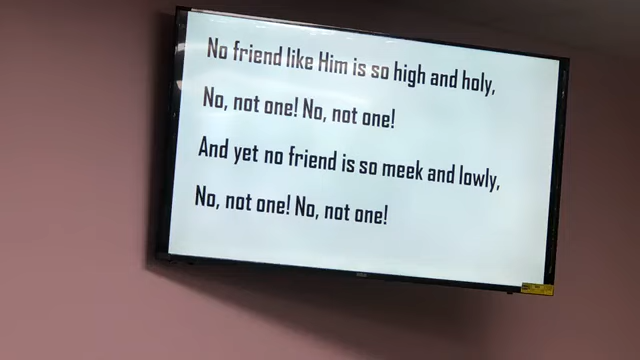 No friend like Him is so high and holy,
No, not one! No, not one!
And yet no friend is so meek and lowly,
No, not one! No, not one!